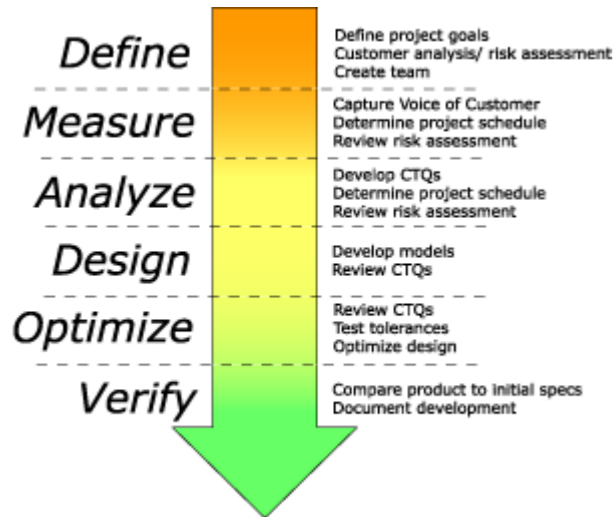 Define
Define project goals
Customer analysis/ risk assessment
Create team
Measure
Capture Voice of Customer
Determine project schedule
Review risk assessment
Analyze
Develop CTQs
Determine project schedule
Review risk assessment
Design
Develop models
Review CTQs
Optimize
Review CTQs
Test tolerances
Optimize design
Verify
Compare product to initial specs
Document development